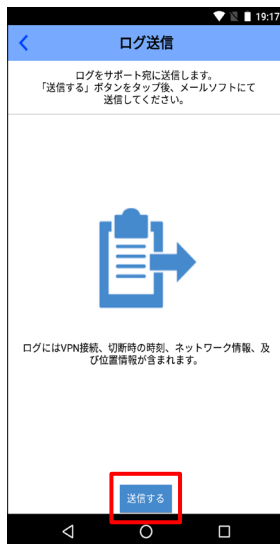 19:17
ログ送信
ログをサポート宛に送信します。
「送信する」ボタンをタップ後、メールソフトにて
送信してください。
ログにはVPN接続、切断時の時刻、ネットワーク情報、及
び位置情報が含まれます。
送信する